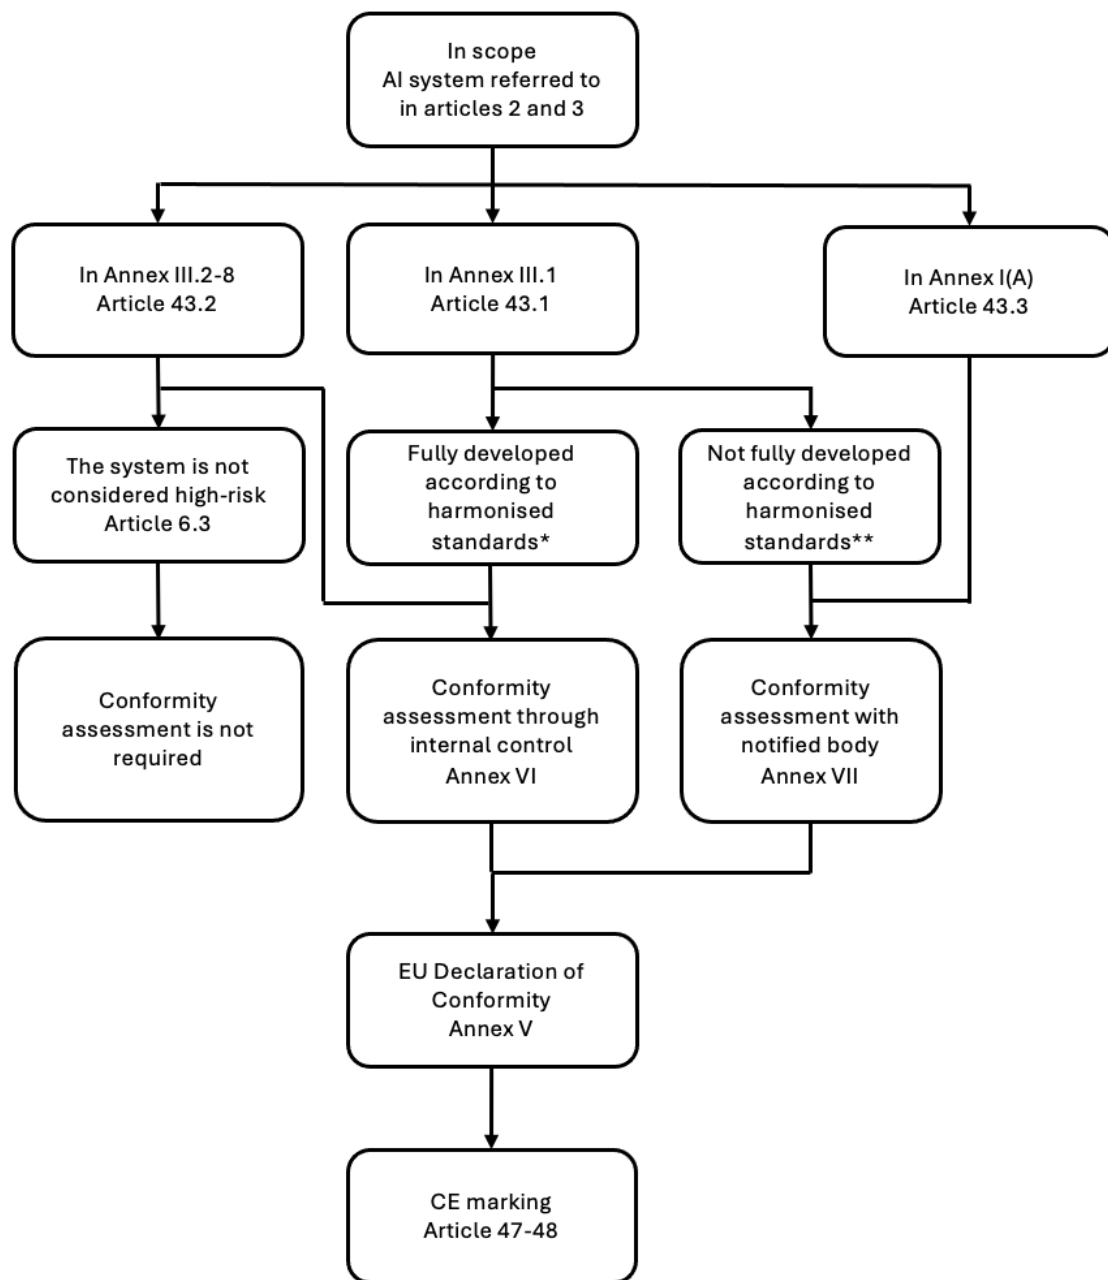 In scope
AI system referred to
in articles 2 and 3
In Annex III.2-8
Article 43.2
In Annex III.1
Article 43.1
In Annex I(A)
Article 43.3
The system is not
considered high-risk
Article 6.3
Fully developed
according to
harmonised
standards*
Not fully developed
according to
harmonised
standards**
Conformity
assessment is not
required
Conformity
assessment through
internal control
Annex VI
Conformity
assessment with
notified body
Annex VII
EU Declaration of
Conformity
Annex V
CE marking
Article 47-48